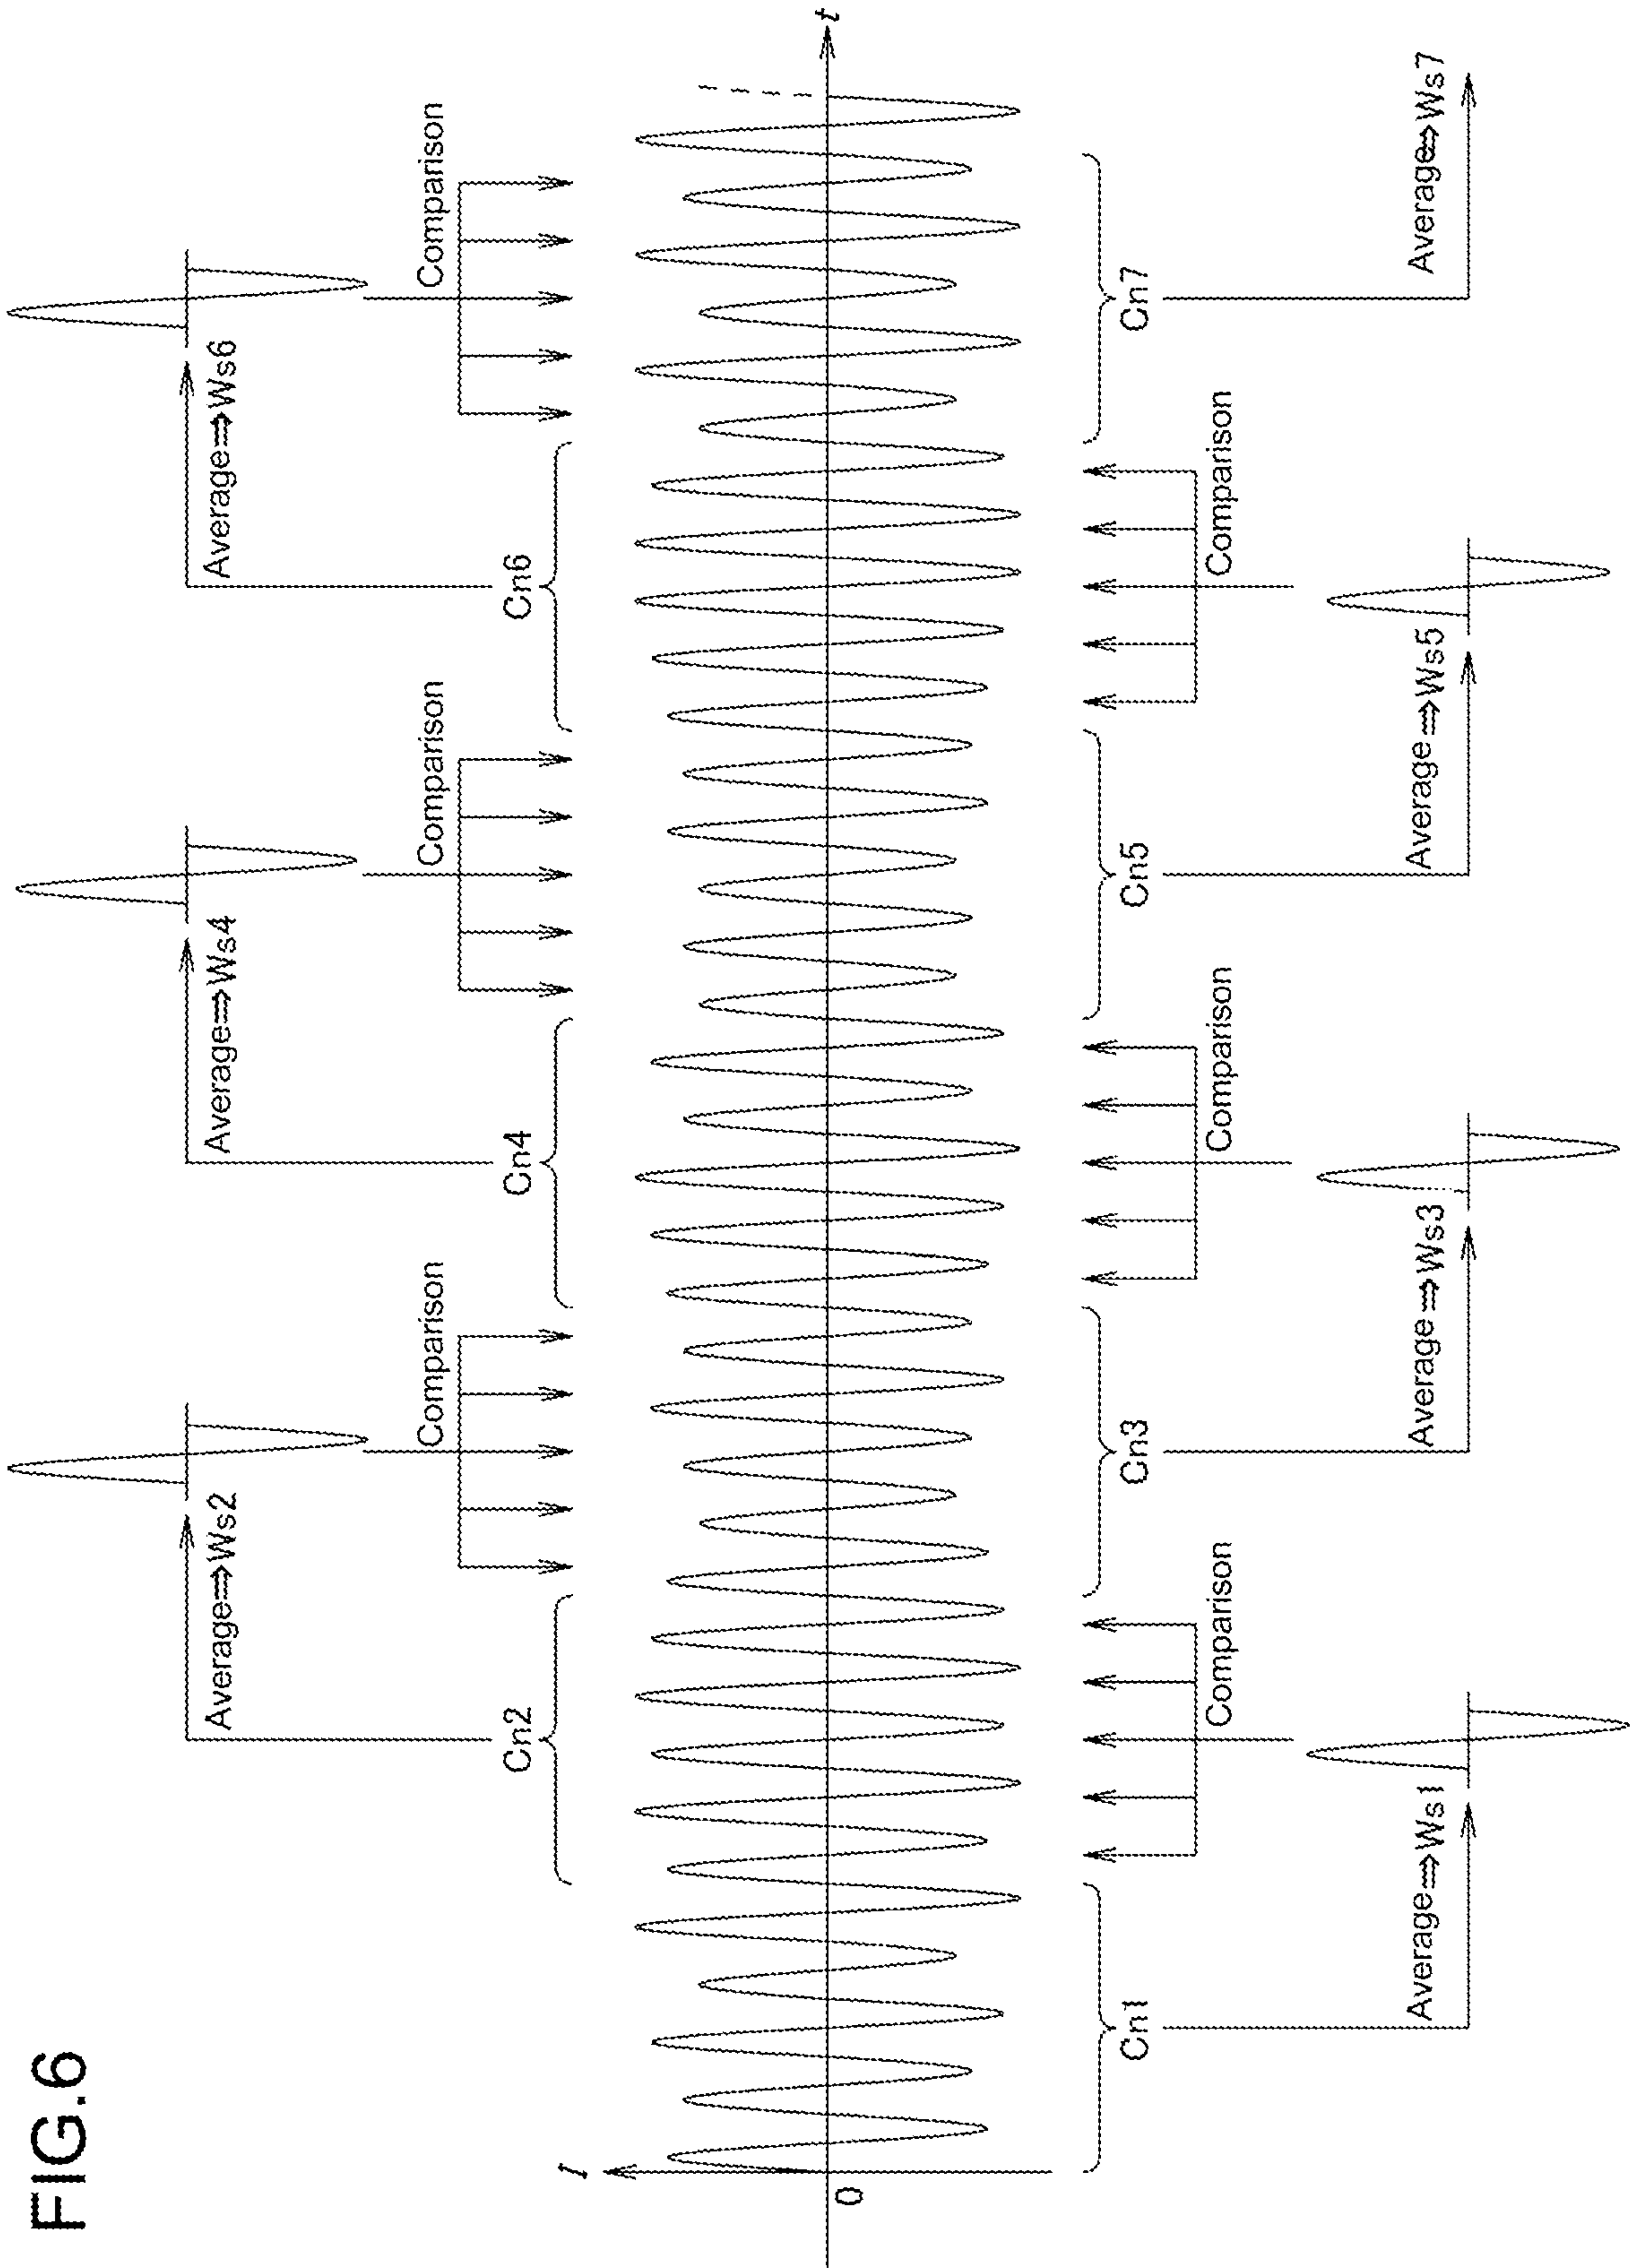 FIG.6
Average⇒Ws2
Average⇒Ws4
Average⇒Ws6
Comparison
Comparison
Comparison
Cn2
Cn4
Cn6
I
0
t
Cn1
Cn3
Cn5
Cn7
Comparison
Comparison
Comparison
Average⇒Ws1
Average⇒Ws3
Average⇒Ws5
Average⇒Ws7